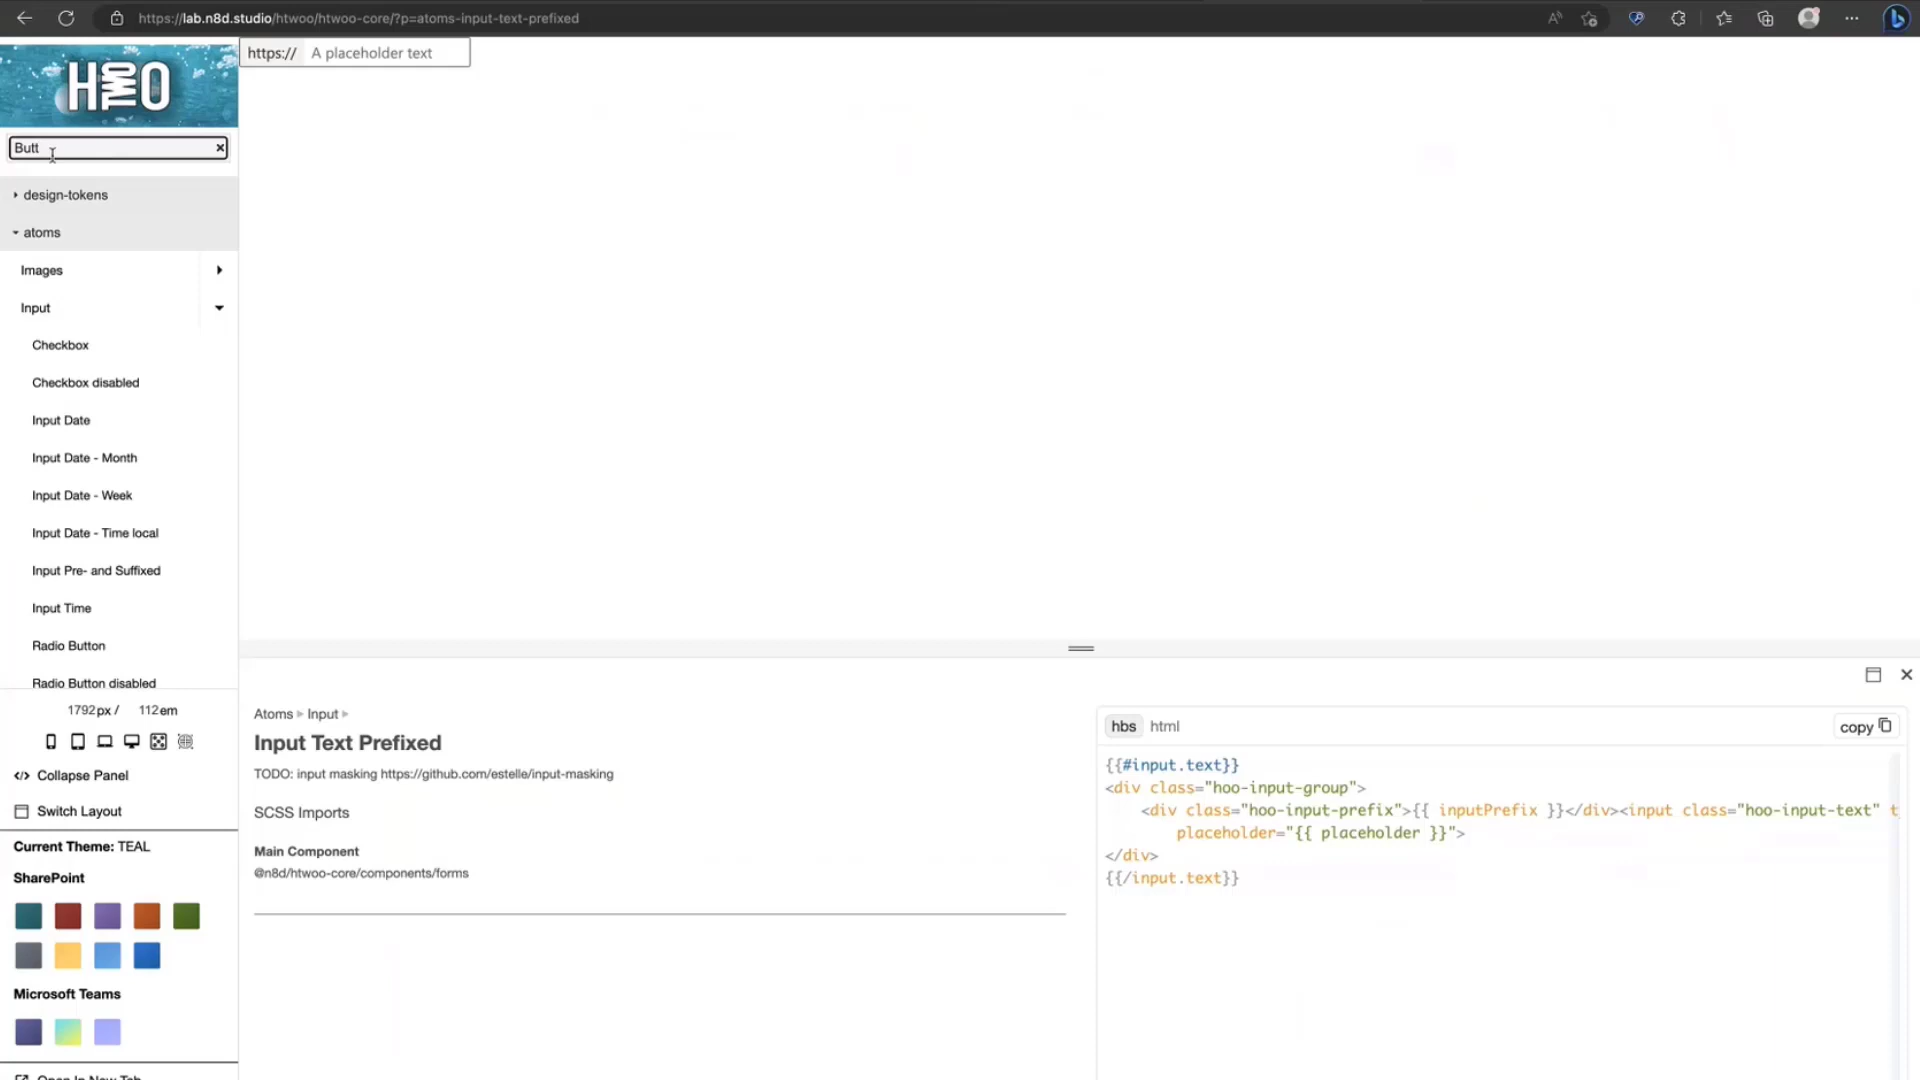 https://lab.n8d.studio/htwoo/htwoo-core/?p=atoms-input-text-prefixed
HTWOO
https://
A placeholder text
Butt
design-tokens
atoms
Images
Input
Checkbox
Checkbox disabled
Input Date
Input Date - Month
Input Date - Week
Input Date - Time local
Input Pre- and Suffixed
Input Time
Radio Button
Radio Button disabled
1792px / 112em
Collapse Panel
Switch Layout
Current Theme: TEAL
SharePoint
Microsoft Teams
Open In New Tab
Atoms Input
Input Text Prefixed
TODO: input masking https://github.com/estelle/input-masking
SCSS Imports
Main Component
@n8d/htwoo-core/components/forms
hbs html
copy
{{#input.text}}
<div class="hoo-input-group">
<div class="hoo-input-prefix">{{ inputPrefix }}</div><input class="hoo-input-text" t
placeholder="{{ placeholder }}">
</div>
{{/input.text}}